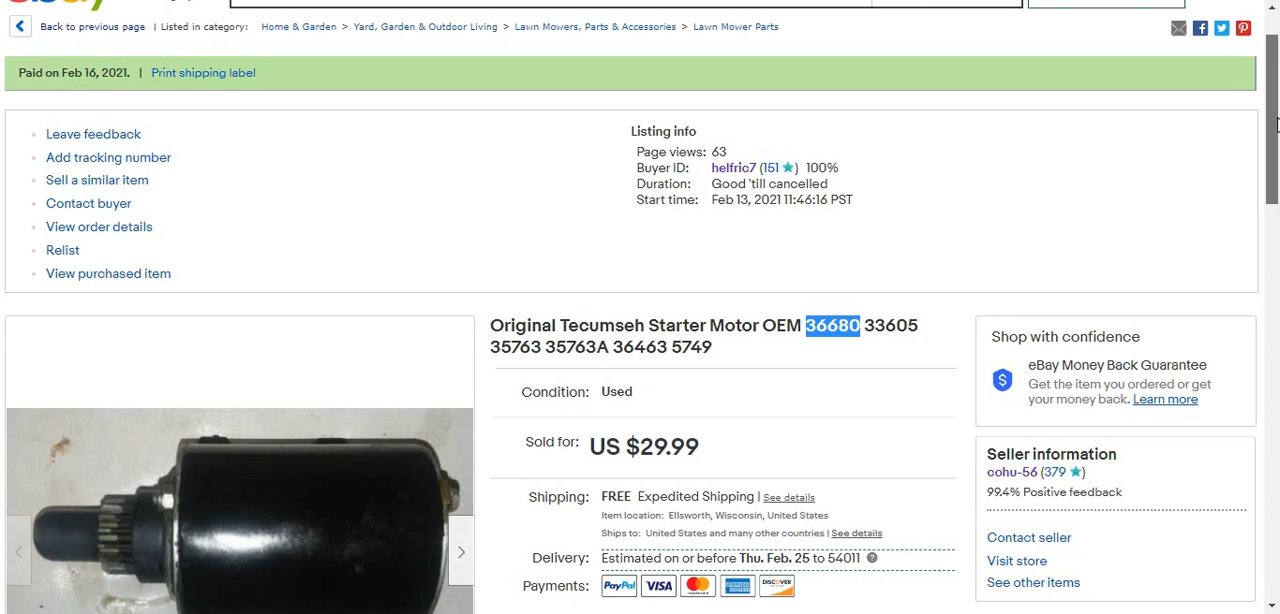 Back to previous page | Listed in category: Home & Garden > Yard, Garden & Outdoor Living > Lawn Mowers, Parts & Accessories > Lawn Mower Parts
Paid on Feb 16, 2021. | Print shipping label
Leave feedback
Add tracking number
Sell a similar item
Contact buyer
View order details
Relist
View purchased item
Listing info
Page views: 63
Buyer ID: helfric7 (151 ★) 100%
Duration: Good 'till cancelled
Start time: Feb 13, 2021 11:46:16 PST
Original Tecumseh Starter Motor OEM 36680 33605
35763 35763A 36463 5749
Condition: Used
Sold for: US $29.99
Shipping: FREE Expedited Shipping | See details
Item location: Ellsworth, Wisconsin, United States
Ships to: United States and many other countries | See details
Delivery: Estimated on or before Thu. Feb. 25 to 54011 ?
Payments: PayPal VISA MasterCard AMERICAN EXPRESS DISCOVER
Shop with confidence
eBay Money Back Guarantee
Get the item you ordered or get
your money back. Learn more
Seller information
cohu-56 (379 ★)
99.4% Positive feedback
Contact seller
Visit store
See other items